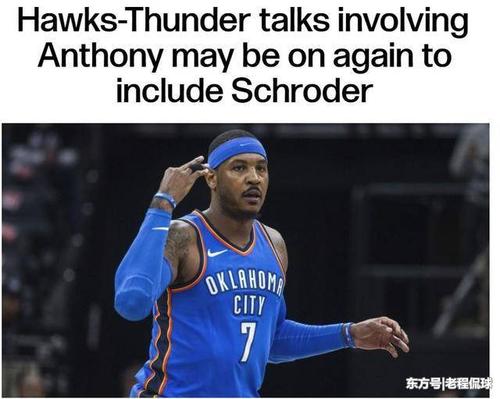 Hawks-Thunder talks involving
Anthony may be on again to
include Schroder
OKLAHOMA
CITY
7
东方号|老程侃球